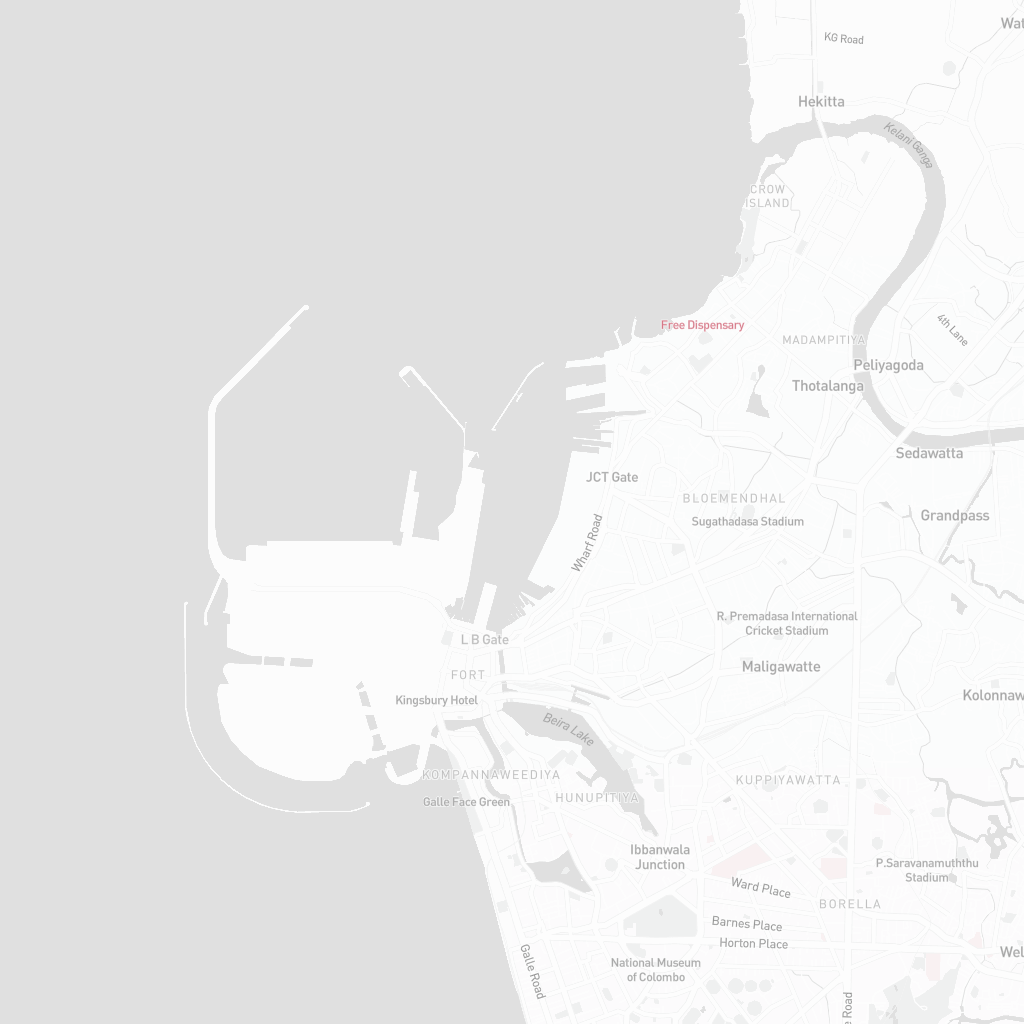 Wat
KG Road
Hekitta
Kelani Ganga
CROW
ISLAND
4th Lane
Free Dispensary
MADAMPITIYA
Peliyagoda
Thotalanga
Sedawatta
JCT Gate
BLOEMENDHAL
Sugathadasa Stadium
Grandpass
Wharf Road
R. Premadasa International
Cricket Stadium
L B Gate
Maligawatte
FORT
Kingsbury Hotel
Kolonnaw
Beira Lake
KOMPANNAWEEDIYA
KUPPIYAWATTA
Galle Face Green
HUNUPITIYA
Ibbanwala
Junction
P.Saravanamuththu
Stadium
Ward Place
BORELLA
Barnes Place
Horton Place
Wel
Galle Road
National Museum
of Colombo
e Road